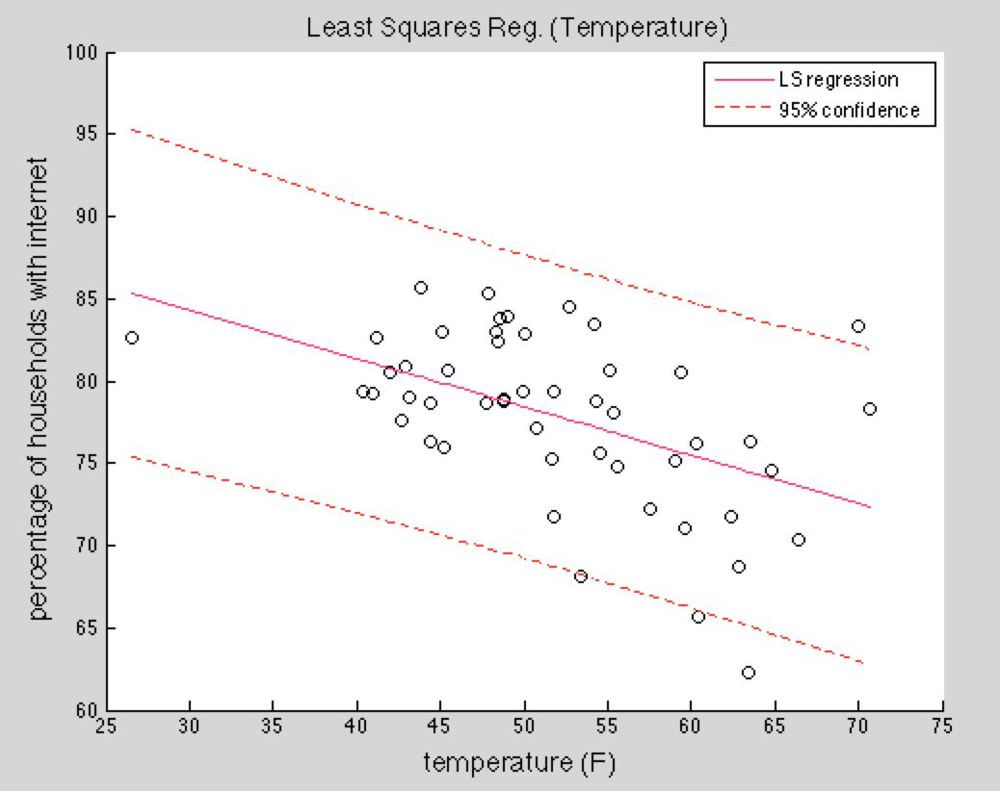 Least Squares Reg. (Temperature)
LS regression
95% confidence
percentage of households with internet
100
95
90
85
80
75
70
65
60
25 30 35 40 45 50 55 60 65 70 75
temperature (F)